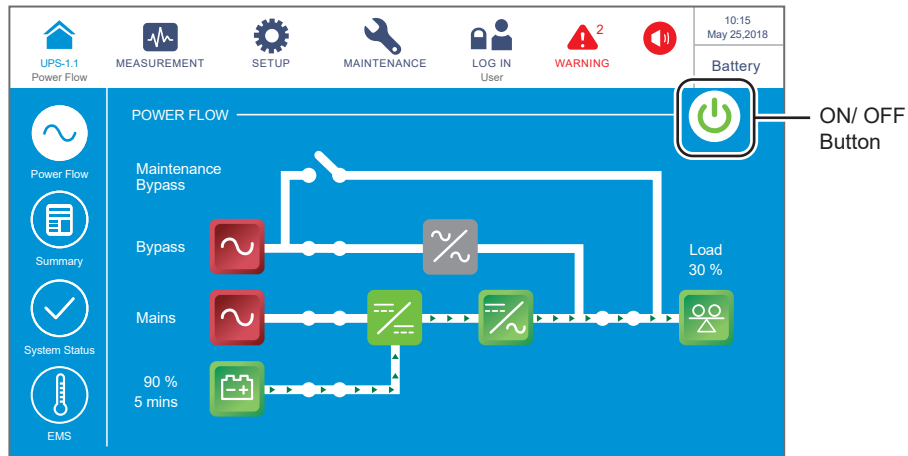 UPS-1.1
Power Flow
MEASUREMENT
SETUP
MAINTENANCE
LOG IN
User
2
WARNING
10:15
May 25,2018
Battery
ON/ OFF
Button
POWER FLOW
Power Flow
Summary
System Status
EMS
Maintenance
Bypass
Bypass
Mains
90 %
5 mins
Load
30 %